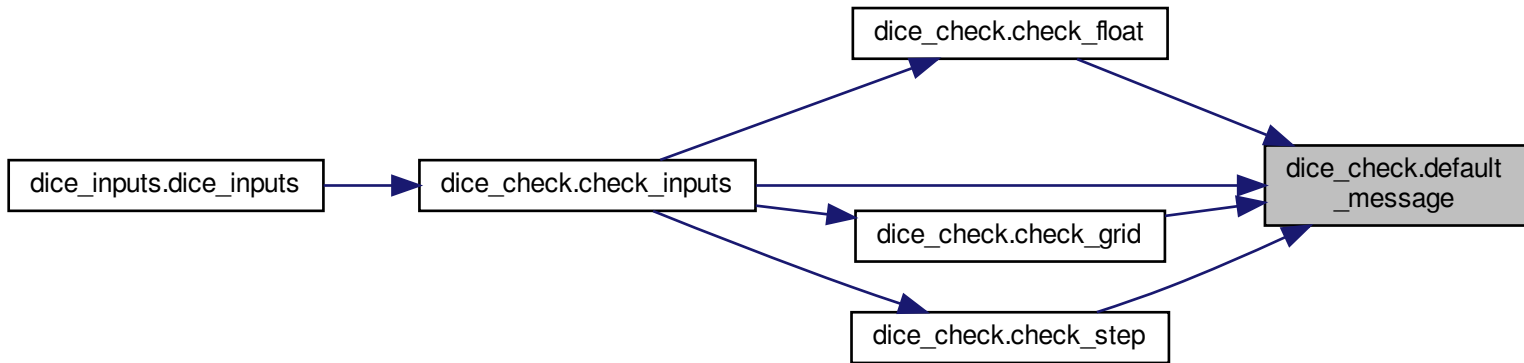 dice_check.check_float
dice_inputs.dice_inputs
dice_check.check_inputs
dice_check.default
_message
dice_check.check_grid
dice_check.check_step